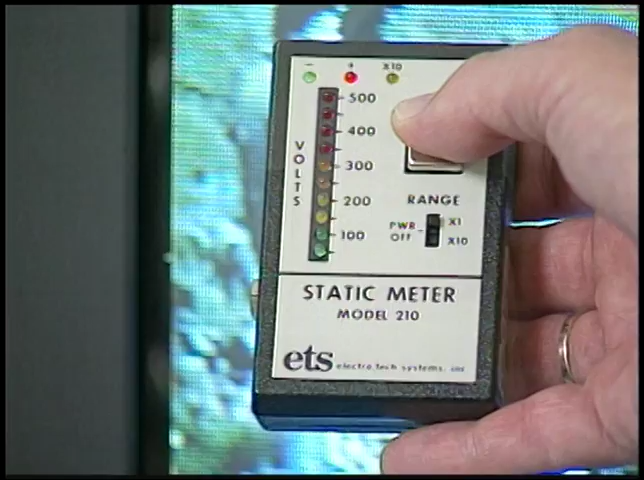 - + X10
500
400
300
200
100
VOLTS
RANGE
PWR
OFF
X1
X10
STATIC METER
MODEL 210
ets electro-tech systems, inc